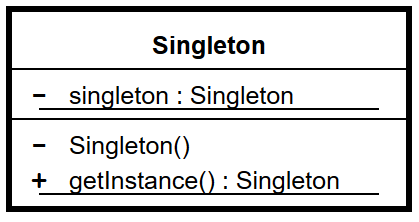 Singleton
- singleton : Singleton
- Singleton()
+ getInstance() : Singleton